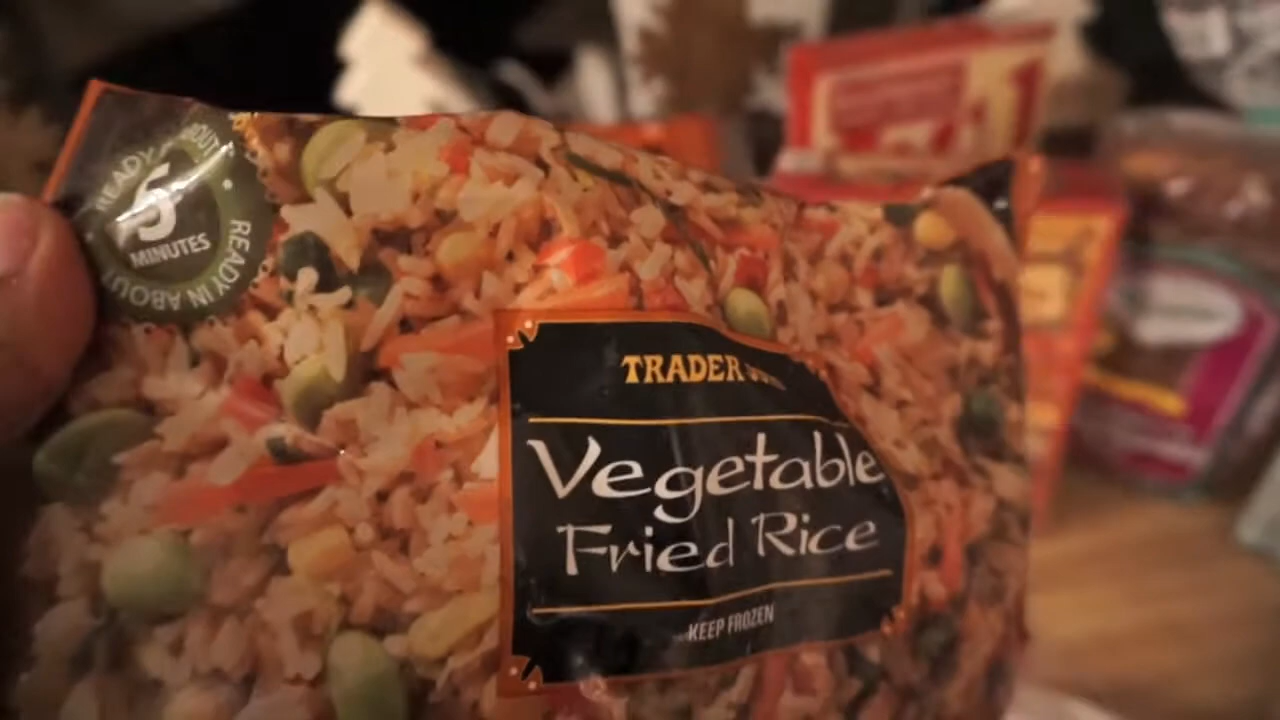 READY IN ABOUT
5
MINUTES
READY IN ABOUT
TRADER
Vegetable
Fried Rice
KEEP FROZEN